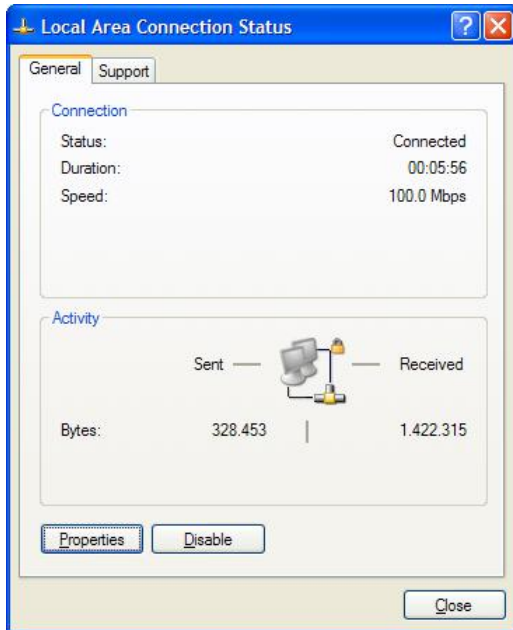 Local Area Connection Status
General Support
Connection
Status: Connected
Duration: 00:05:56
Speed: 100.0 Mbps
Activity
Sent Received
Bytes: 328.453 1.422.315
Properties Disable
Close